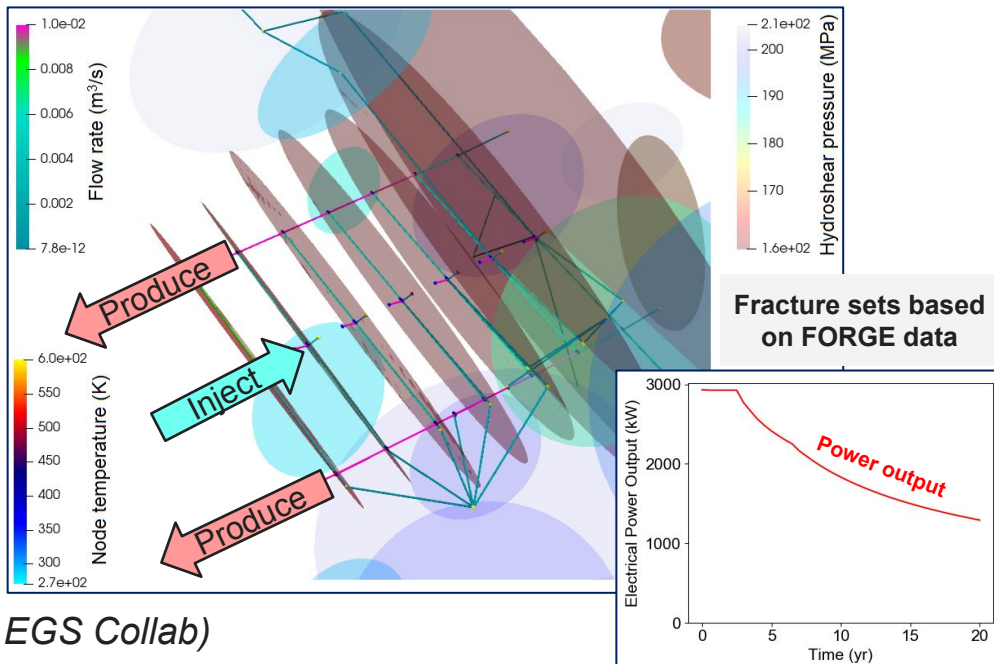 1.0e-02
0.008
0.006
0.004
0.002
7.8e-12
Flow rate (m³/s)
2.1e+02
200
190
180
170
1.6e+02
Hydroshear pressure (MPa)
Produce
Inject
Produce
6.0e+02
550
500
450
400
350
300
2.7e+02
Node temperature (K)
Fracture sets based
on FORGE data
3000
2000
1000
0
Electrical Power Output (kW)
Power output
0 5 10 15 20
Time (yr)
EGS Collab)